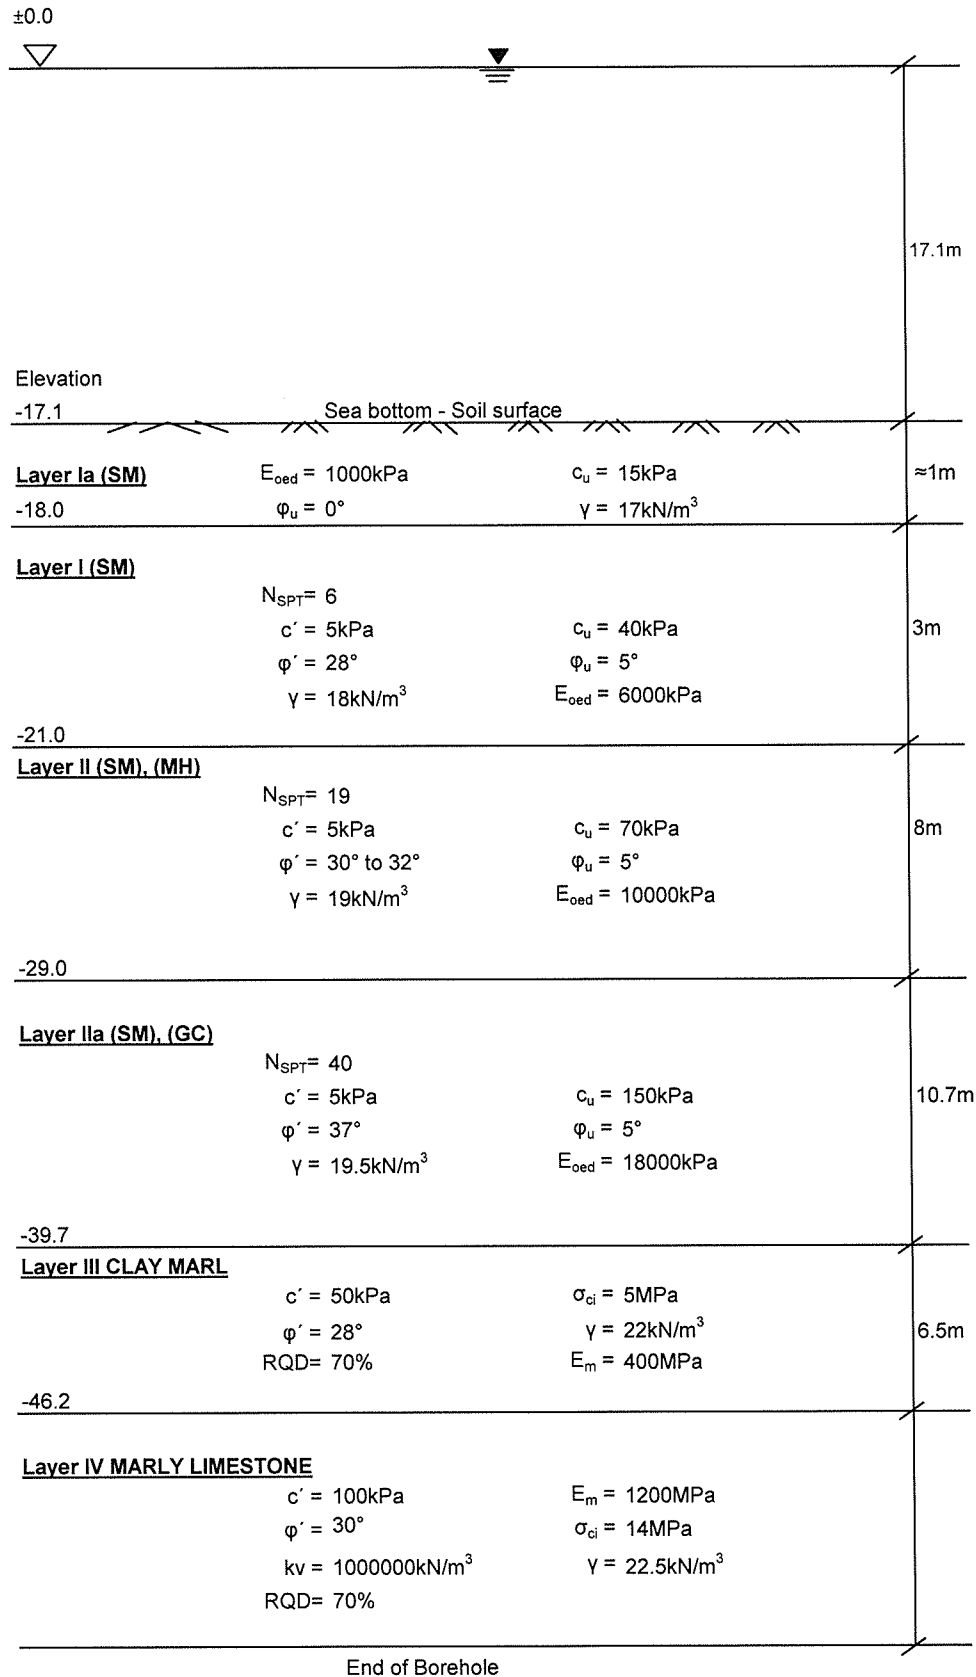 ±0.0
17.1m
Elevation
-17.1 Sea bottom - Soil surface
Layer Ia (SM) E_oed = 1000kPa c_u = 15kPa ≈1m
-18.0 φ_u = 0° γ = 17kN/m³
Layer I (SM)
N_SPT= 6
c´ = 5kPa c_u = 40kPa 3m
φ´ = 28° φ_u = 5°
γ = 18kN/m³ E_oed = 6000kPa
-21.0
Layer II (SM), (MH)
N_SPT= 19
c´ = 5kPa c_u = 70kPa 8m
φ´ = 30° to 32° φ_u = 5°
γ = 19kN/m³ E_oed = 10000kPa
-29.0
Layer IIa (SM), (GC)
N_SPT= 40
c´ = 5kPa c_u = 150kPa 10.7m
φ´ = 37° φ_u = 5°
γ = 19.5kN/m³ E_oed = 18000kPa
-39.7
Layer III CLAY MARL
c´ = 50kPa σ_ci = 5MPa
φ´ = 28° γ = 22kN/m³ 6.5m
RQD= 70% E_m = 400MPa
-46.2
Layer IV MARLY LIMESTONE
c´ = 100kPa E_m = 1200MPa
φ´ = 30° σ_ci = 14MPa
kv = 1000000kN/m³ γ = 22.5kN/m³
RQD= 70%
End of Borehole